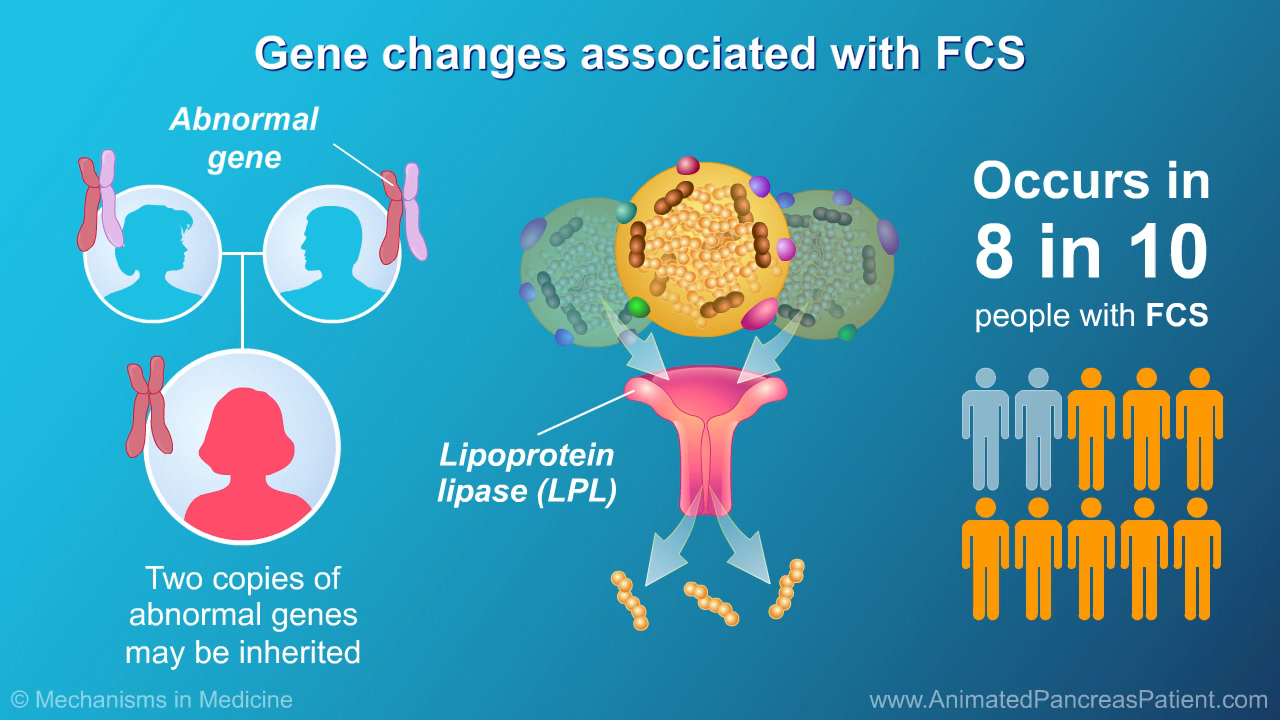 Gene changes associated with FCS
Abnormal
gene
Two copies of
abnormal genes
may be inherited
Lipoprotein
lipase (LPL)
Occurs in
8 in 10
people with FCS
© Mechanisms in Medicine
www.AnimatedPancreasPatient.com